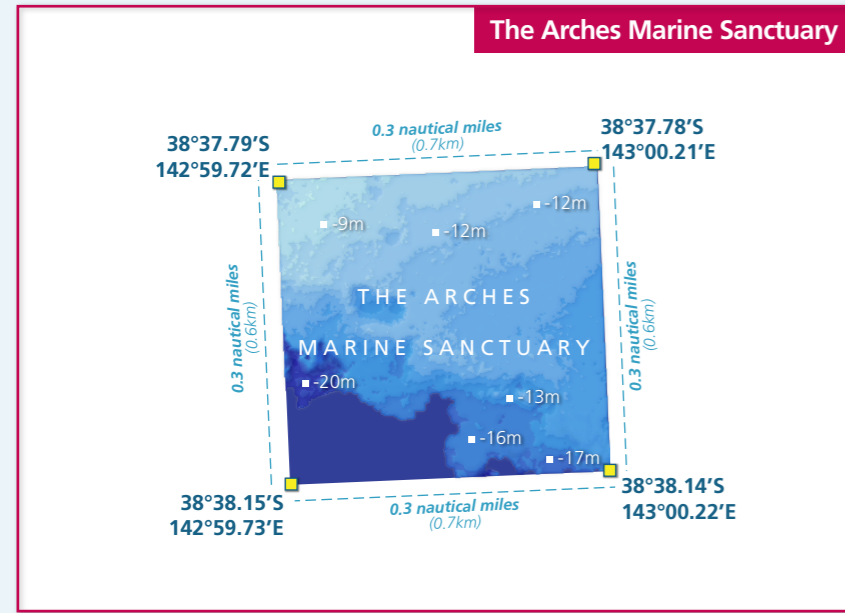 The Arches Marine Sanctuary
0.3 nautical miles
(0.7km)
38°37.79’S
142°59.72’E
38°37.78’S
143°00.21’E
-9m
-12m
-12m
0.3 nautical miles
(0.6km)
THE ARCHES
MARINE SANCTUARY
0.3 nautical miles
(0.6km)
-20m
-13m
-16m
-17m
38°38.15’S
142°59.73’E
0.3 nautical miles
(0.7km)
38°38.14’S
143°00.22’E